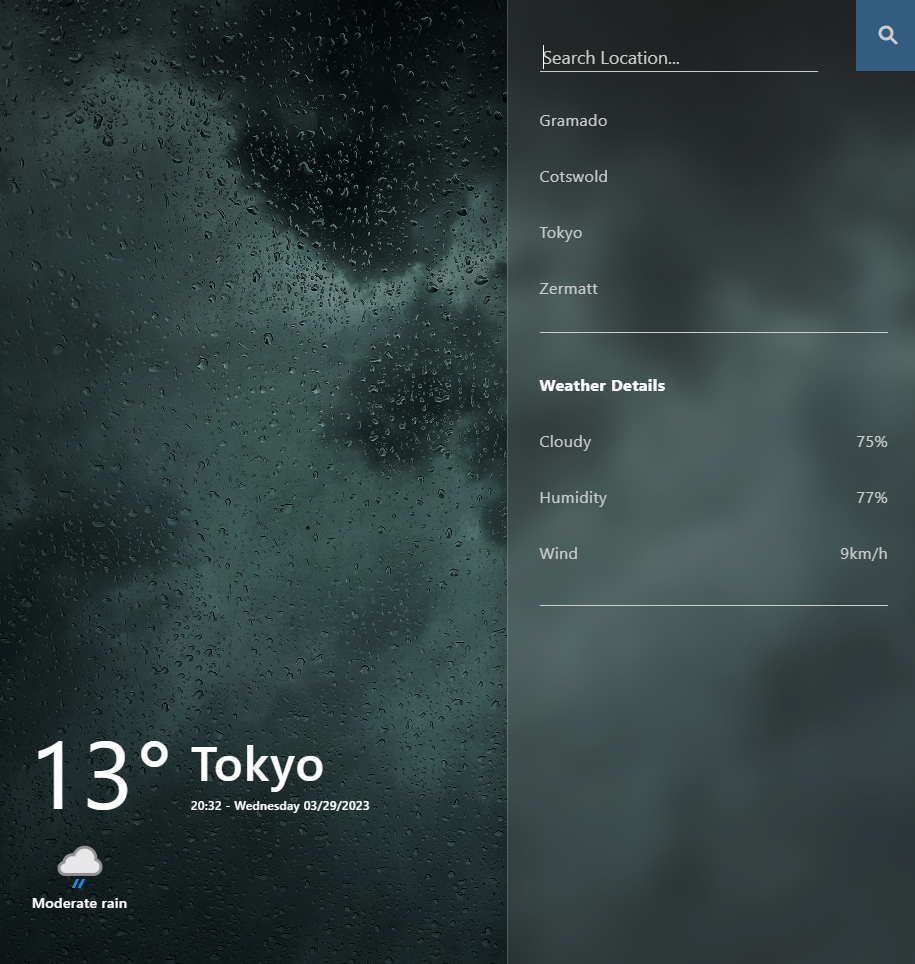 Search Location...
Gramado
Cotswold
Tokyo
Zermatt
Weather Details
Cloudy 75%
Humidity 77%
Wind 9km/h
13° Tokyo
20:32 - Wednesday 03/29/2023
Moderate rain